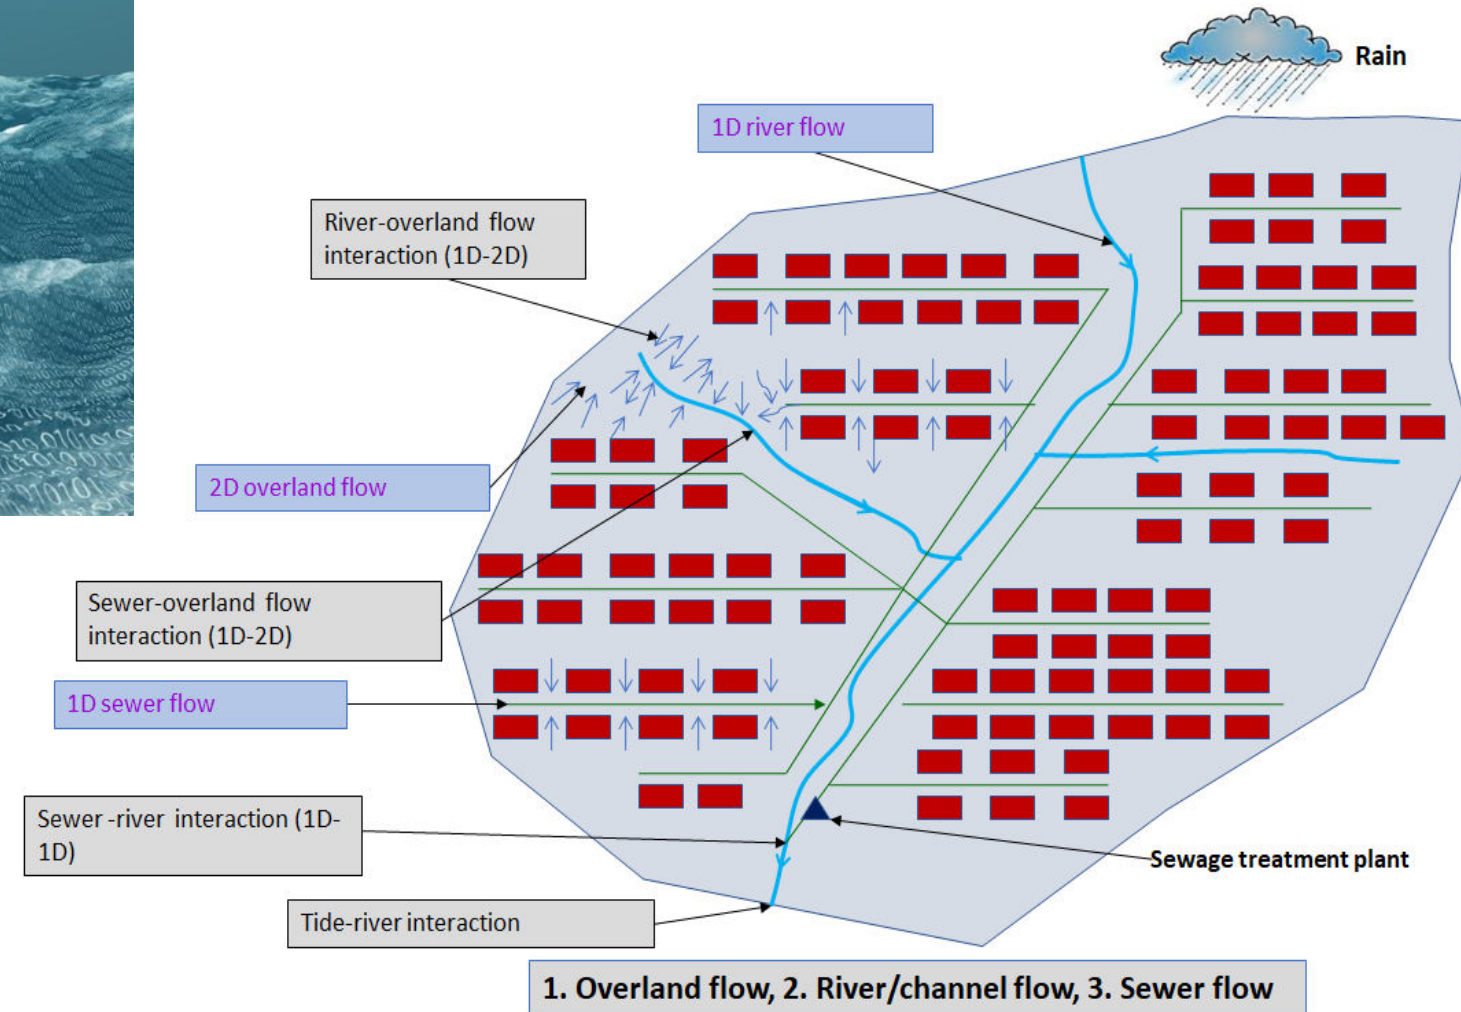 Rain
1D river flow
River-overland flow
interaction (1D-2D)
2D overland flow
Sewer-overland flow
interaction (1D-2D)
1D sewer flow
Sewer -river interaction (1D-
1D)
Sewage treatment plant
Tide-river interaction
1. Overland flow, 2. River/channel flow, 3. Sewer flow